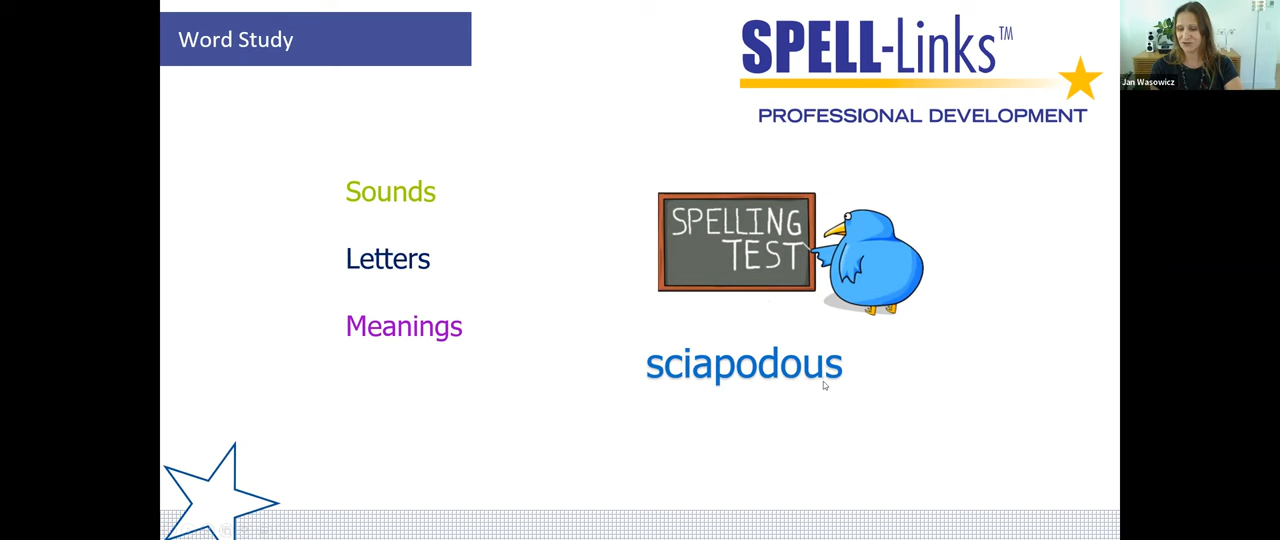 Word Study
SPELL-Links™
PROFESSIONAL DEVELOPMENT
Jan Wasowicz
Sounds
Letters
Meanings
SPELLING
TEST
sciapodous